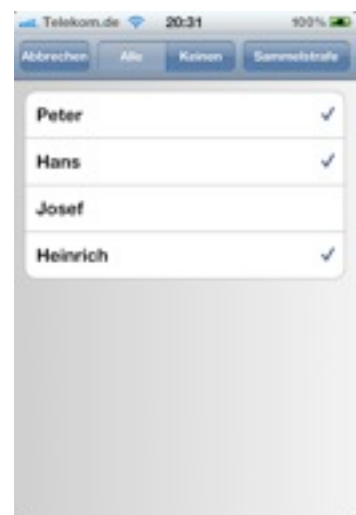 Telekom.de 20:31 100%
Abbrechen Alle Keinen Sammelstrafe
Peter
Hans
Josef
Heinrich